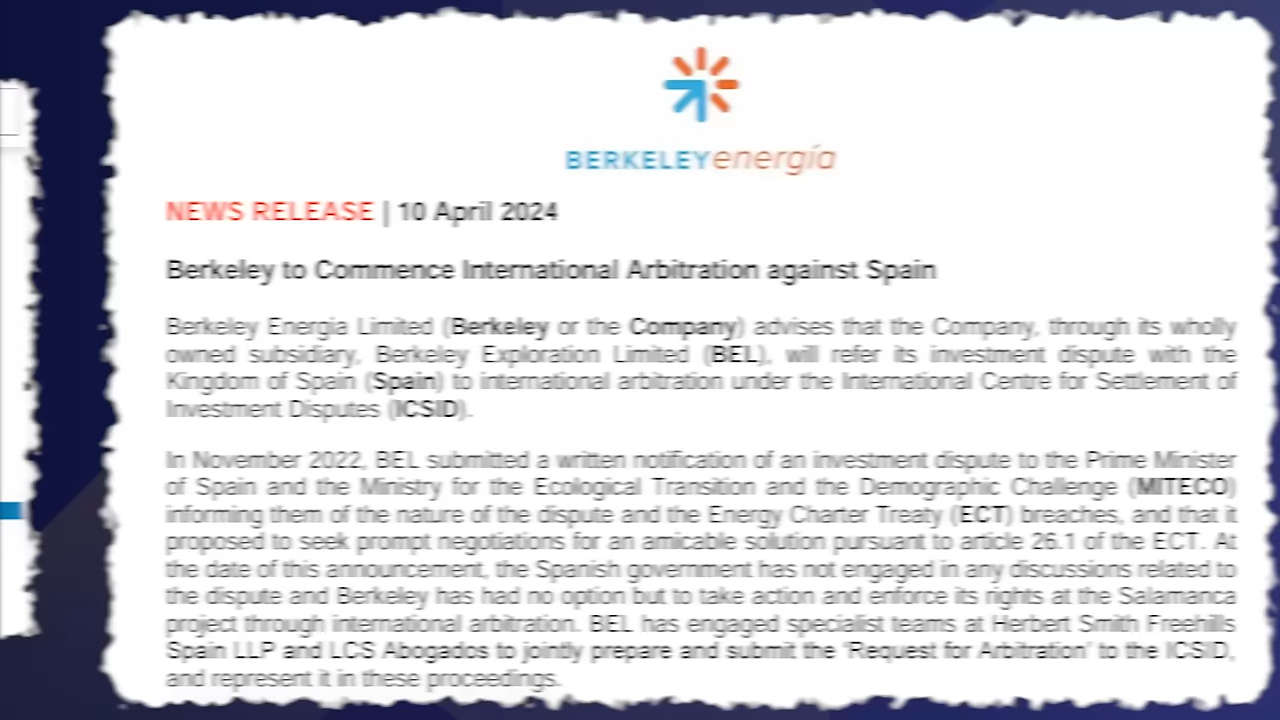 BERKELEYenergía
NEWS RELEASE | 10 April 2024
Berkeley to Commence International Arbitration against Spain
Berkeley Energia Limited (Berkeley or the Company) advises that the Company, through its wholly
owned subsidiary, Berkeley Exploration Limited (BEL), will refer its investment dispute with the
Kingdom of Spain (Spain) to international arbitration under the International Centre for Settlement of
Investment Disputes (ICSID).
In November 2022, BEL submitted a written notification of an investment dispute to the Prime Minister
of Spain and the Ministry for the Ecological Transition and the Demographic Challenge (MITECO)
informing them of the nature of the dispute and the Energy Charter Treaty (ECT) breaches, and that it
proposed to seek prompt negotiations for an amicable solution pursuant to article 26.1 of the ECT. At
the date of this announcement, the Spanish government has not engaged in any discussions related to
the dispute and Berkeley has had no option but to take action and enforce its rights at the Salamanca
project through international arbitration. BEL has engaged specialist teams at Herbert Smith Freehills
Spain LLP and LCS Abogados to jointly prepare and submit the 'Request for Arbitration' to the ICSID,
and represent it in these proceedings.